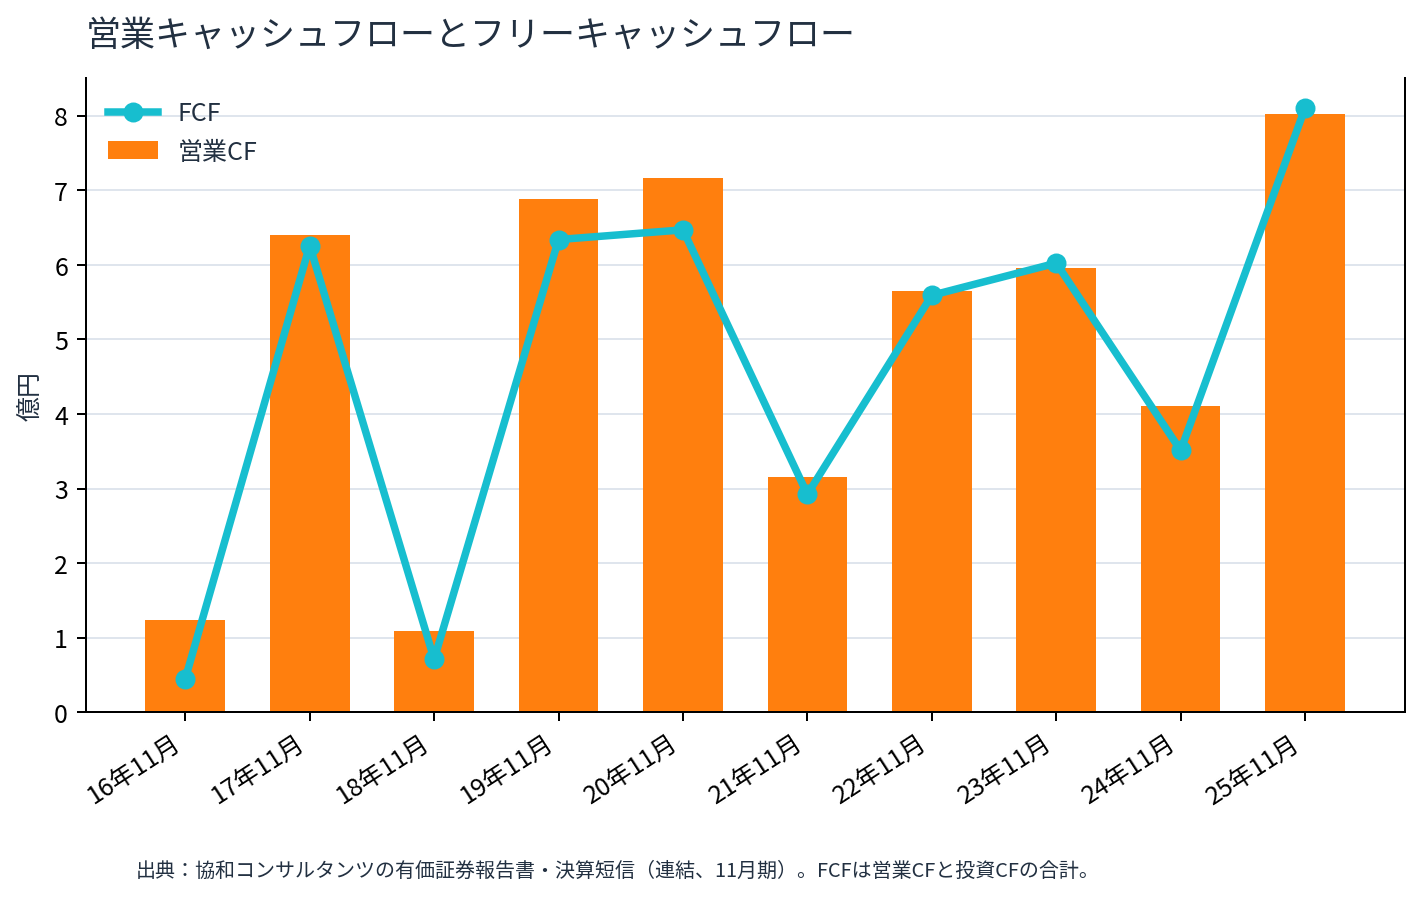 営業キャッシュフローとフリーキャッシュフロー
FCF
営業CF
億円
8
7
6
5
4
3
2
1
0
16年11月
17年11月
18年11月
19年11月
20年11月
21年11月
22年11月
23年11月
24年11月
25年11月
出典：協和コンサルタンツの有価証券報告書・決算短信（連結、11月期）。FCFは営業CFと投資CFの合計。